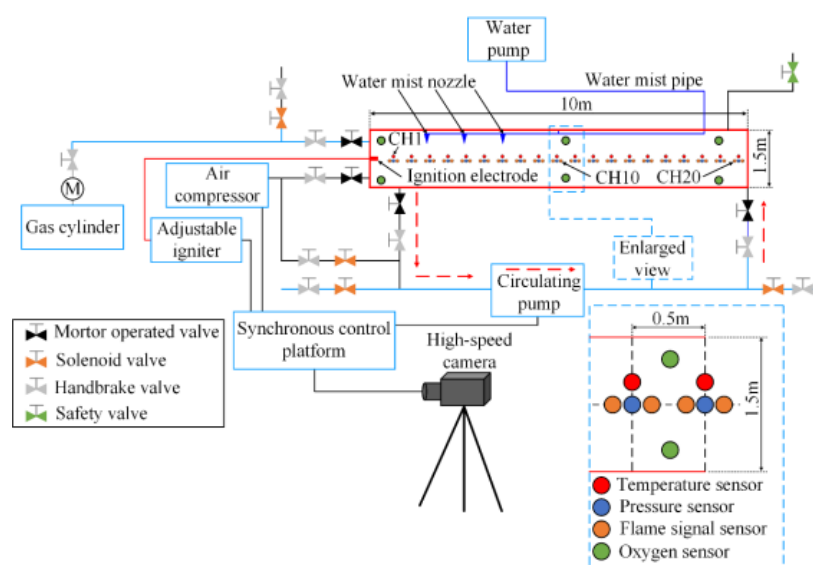 Water
pump
Water mist nozzle
Water mist pipe
10m
CH1
1.5m
Ignition electrode
CH10
CH20
Air
compressor
M
Gas cylinder
Adjustable
igniter
Enlarged
view
Circulating
pump
Synchronous control
platform
High-speed
camera
Mortor operated valve
Solenoid valve
Handbrake valve
Safety valve
0.5m
1.5m
Temperature sensor
Pressure sensor
Flame signal sensor
Oxygen sensor